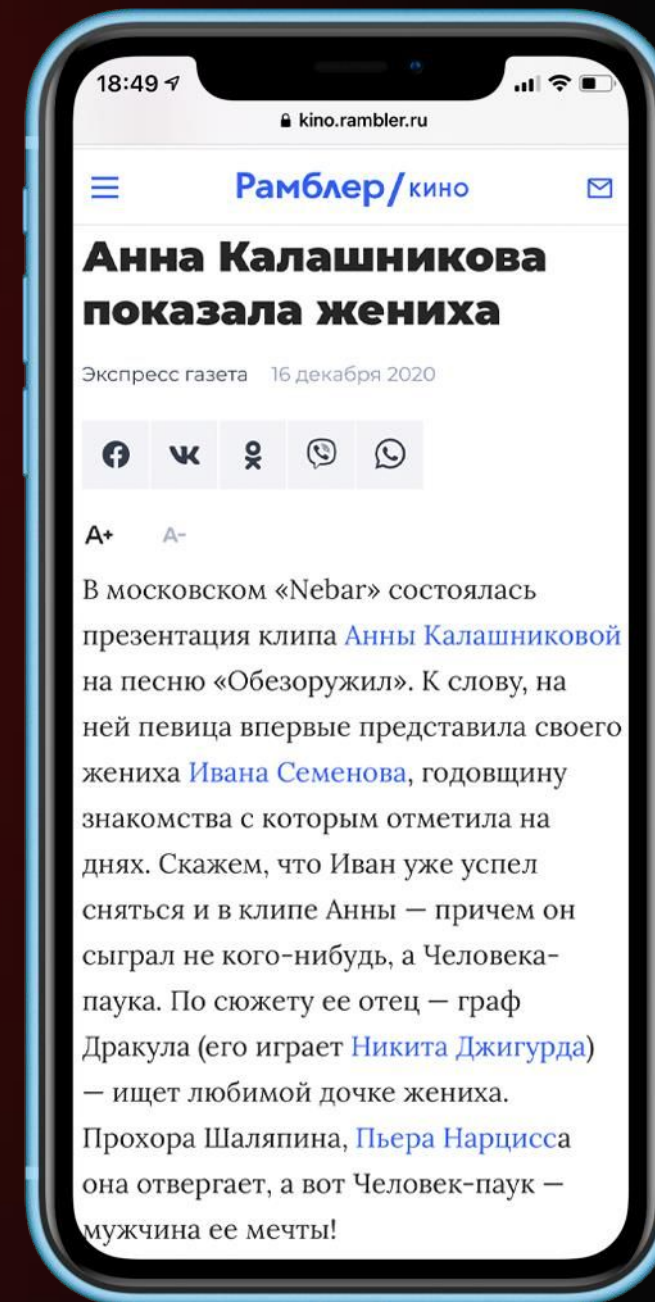 18:49
kino.rambler.ru
Рамблер/кино
Анна Калашникова
показала жениха
Экспресс газета 16 декабря 2020
A+ A-
В московском «Nebar» состоялась
презентация клипа Анны Калашниковой
на песню «Обезоружил». К слову, на
ней певица впервые представила своего
жениха Ивана Семенова, годовщину
знакомства с которым отметила на
днях. Скажем, что Иван уже успел
сняться и в клипе Анны — причем он
сыграл не кого-нибудь, а Человека-
паука. По сюжету ее отец — граф
Дракула (его играет Никита Джигурда)
— ищет любимой дочке жениха.
Прохора Шаляпина, Пьера Нарцисса
она отвергает, а вот Человек-паук —
мужчина ее мечты!